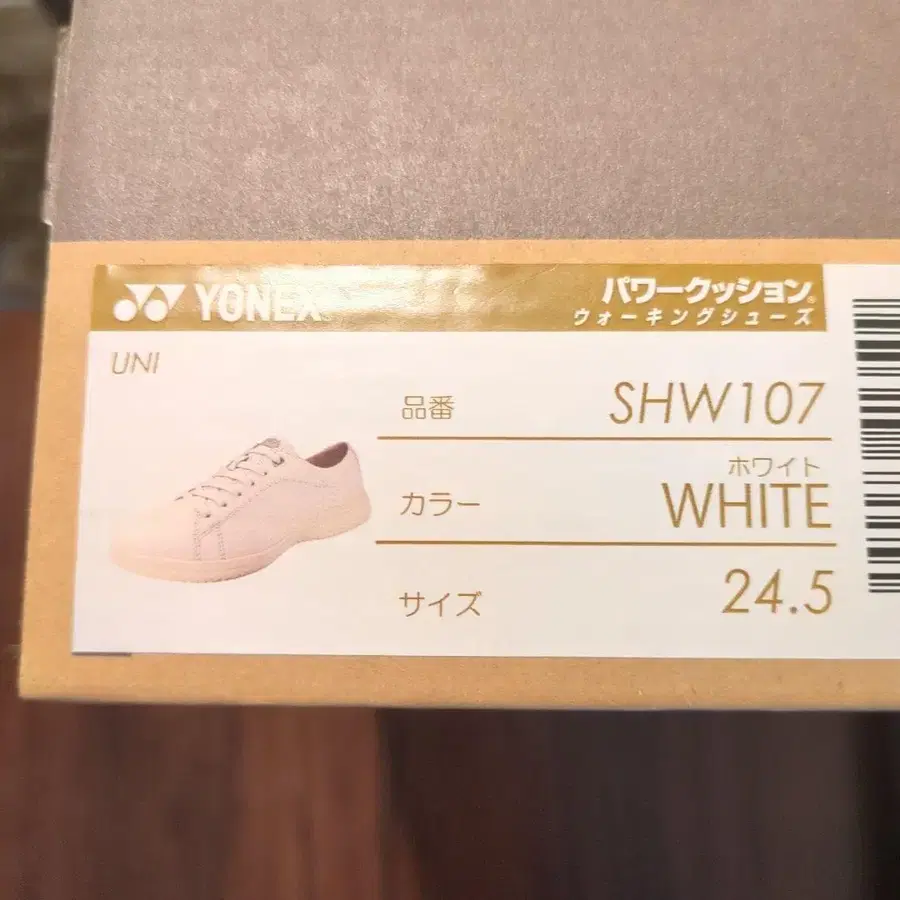 YONEX
パワークッション®
ウォーキングシューズ
UNI
品番 SHW107
ホワイト
カラー WHITE
サイズ 24.5